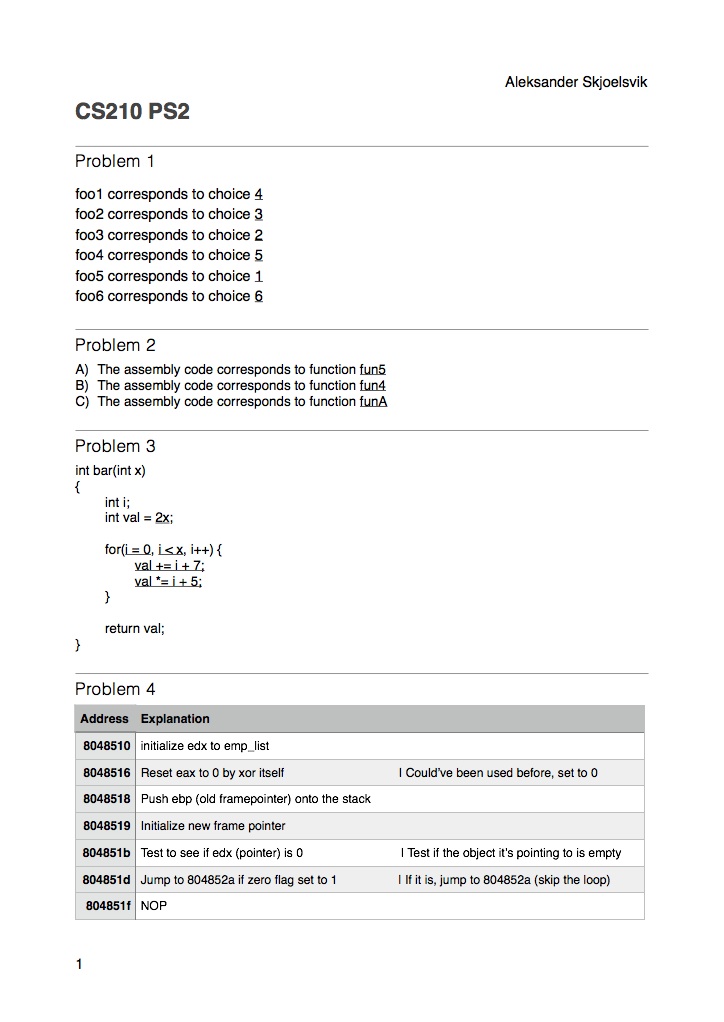 Aleksander Skjoelsvik
CS210 PS2
Problem 1
foo1 corresponds to choice 4
foo2 corresponds to choice 3
foo3 corresponds to choice 2
foo4 corresponds to choice 5
foo5 corresponds to choice 1
foo6 corresponds to choice 6
Problem 2
A) The assembly code corresponds to function fun5
B) The assembly code corresponds to function fun4
C) The assembly code corresponds to function funA
Problem 3
int bar(int x)
{
int i;
int val = 2x;
for(i = 0, i < x, i++) {
val += i + 7;
val *= i + 5;
}
return val;
}
Problem 4
Address Explanation
8048510 initialize edx to emp_list
8048516 Reset eax to 0 by xor itself | Could've been used before, set to 0
8048518 Push ebp (old framepointer) onto the stack
8048519 Initialize new frame pointer
804851b Test to see if edx (pointer) is 0 | Test if the object it's pointing to is empty
804851d Jump to 804852a if zero flag set to 1 | If it is, jump to 804852a (skip the loop)
804851f NOP
1